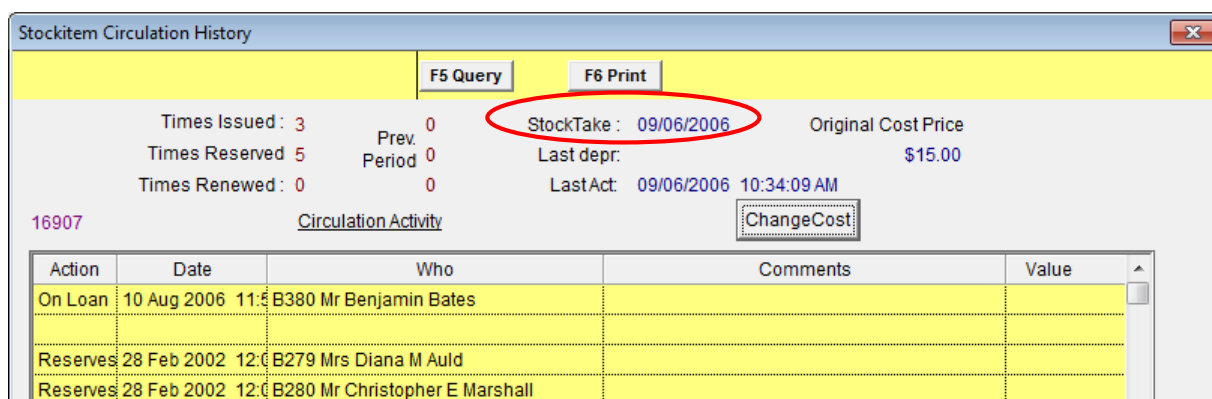 Stockitem Circulation History
F5 Query F6 Print
Times Issued : 3 Prev. Period 0 StockTake : 09/06/2006 Original Cost Price
Times Reserved 5 0 Last depr: $15.00
Times Renewed : 0 0 LastAct: 09/06/2006 10:34:09 AM
16907 Circulation Activity ChangeCost
Action Date Who Comments Value
On Loan 10 Aug 2006 B380 Mr Benjamin Bates
Reserves 28 Feb 2002 B279 Mrs Diana M Auld
Reserves 28 Feb 2002 B280 Mr Christopher E Marshall